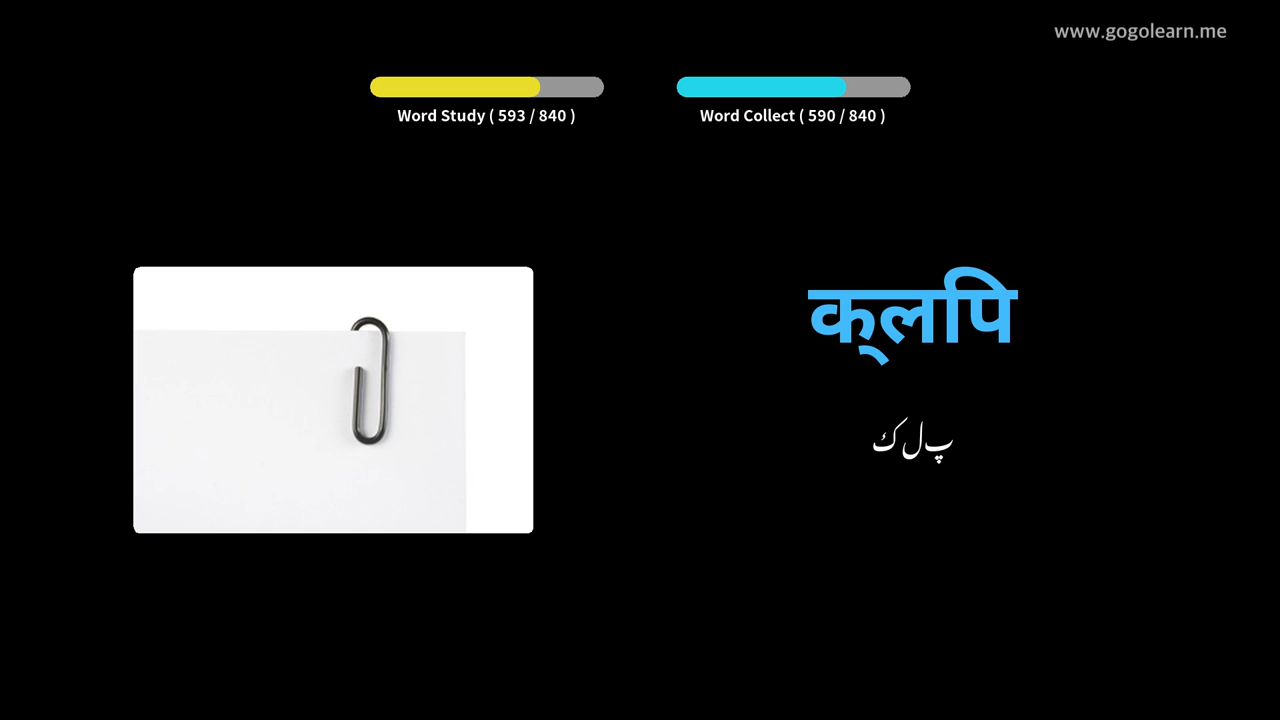 www.gogolearn.me
Word Study ( 593 / 840 )
Word Collect ( 590 / 840 )
क्लपि
پ ل ك